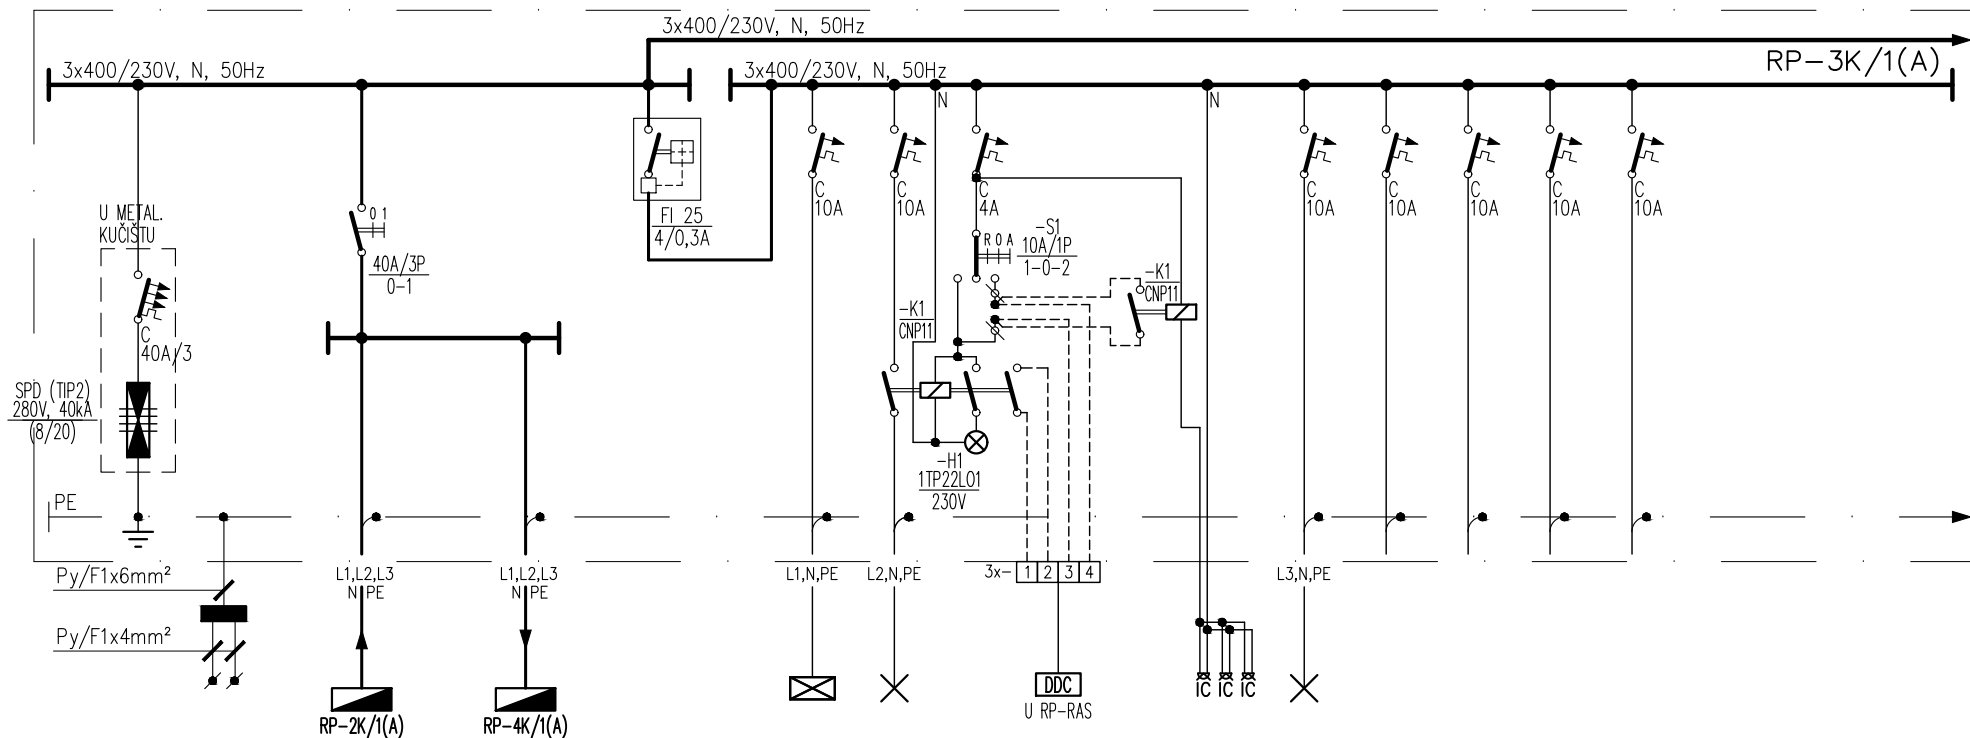 3x400/230V, N, 50Hz
3x400/230V, N, 50Hz
3x400/230V, N, 50Hz
RP-3K/1(A)
N
N
U METAL.
KUĆIŠTU
C
40A/3
SPD (TIP2)
280V, 40kA
(8/20)
0 1
40A/3P
0-1
FI 25
4/0,3A
C
10A
C
10A
C
4A
R 0 A
-S1
10A/1P
1-0-2
-K1
CNP11
-K1
CNP11
-H1
1TP22L01
230V
C
10A
C
10A
C
10A
C
10A
C
10A
PE
Py/F1x6mm²
Py/F1x4mm²
L1,L2,L3
N PE
L1,L2,L3
N PE
L1,N,PE
L2,N,PE
3x-
1 2 3 4
L3,N,PE
RP-2K/1(A)
RP-4K/1(A)
DDC
U RP-RAS
IC IC IC